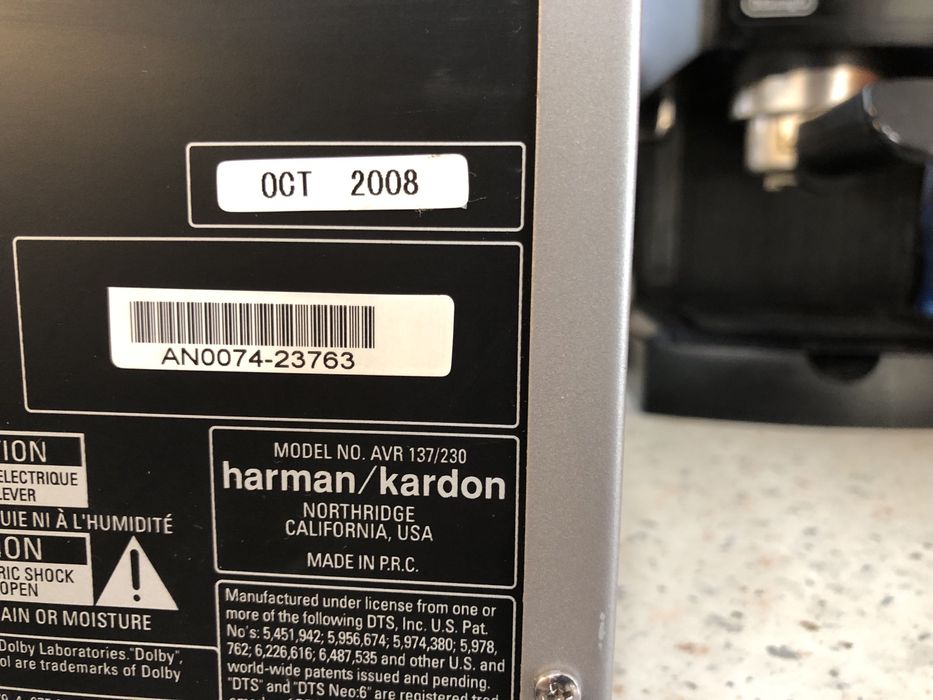 OCT 2008
AN0074-23763
MODEL NO. AVR 137/230
harman/kardon
NORTHRIDGE
CALIFORNIA, USA
MADE IN P.R.C.
TION
ELECTRIQUE
LEVER
UIE NI À L'HUMIDITÉ
ON
RIC SHOCK
OPEN
!
AIN OR MOISTURE
Dolby Laboratories. "Dolby",
ol are trademarks of Dolby
Manufactured under license from one or
more of the following DTS, Inc. U.S. Pat.
No's: 5,451,942; 5,956,674; 5,974,380; 5,978,
762; 6,226,616; 6,487,535 and other U.S. and
world-wide patents issued and pending.
"DTS" and "DTS Neo:6" are registered trad